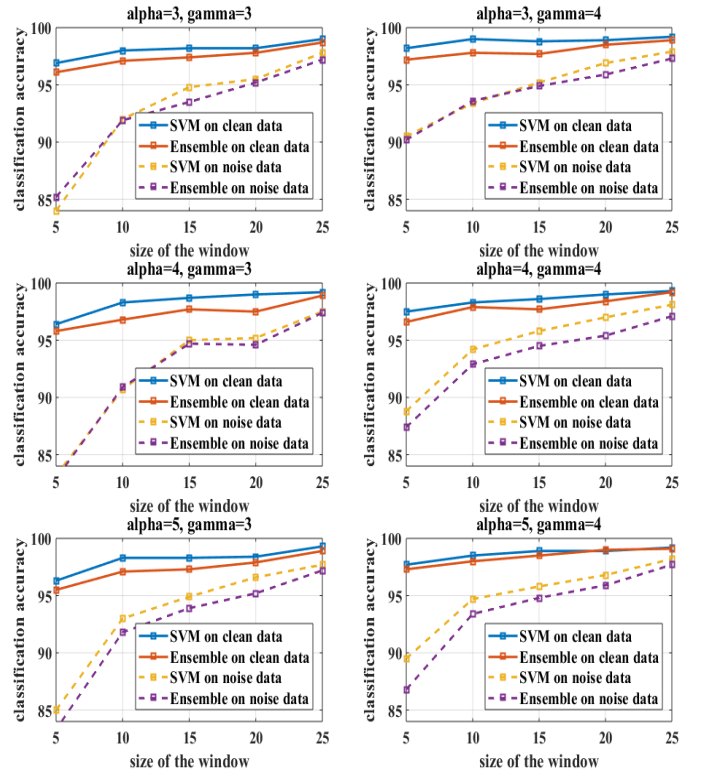 alpha=3, gamma=3
classification accuracy
100
95
90
85
SVM on clean data
Ensemble on clean data
SVM on noise data
Ensemble on noise data
5 10 15 20 25
size of the window
alpha=3, gamma=4
classification accuracy
100
95
90
85
SVM on clean data
Ensemble on clean data
SVM on noise data
Ensemble on noise data
5 10 15 20 25
size of the window
alpha=4, gamma=3
classification accuracy
100
95
90
85
SVM on clean data
Ensemble on clean data
SVM on noise data
Ensemble on noise data
5 10 15 20 25
size of the window
alpha=4, gamma=4
classification accuracy
100
95
90
85
SVM on clean data
Ensemble on clean data
SVM on noise data
Ensemble on noise data
5 10 15 20 25
size of the window
alpha=5, gamma=3
classification accuracy
100
95
90
85
SVM on clean data
Ensemble on clean data
SVM on noise data
Ensemble on noise data
5 10 15 20 25
size of the window
alpha=5, gamma=4
classification accuracy
100
95
90
85
SVM on clean data
Ensemble on clean data
SVM on noise data
Ensemble on noise data
5 10 15 20 25
size of the window